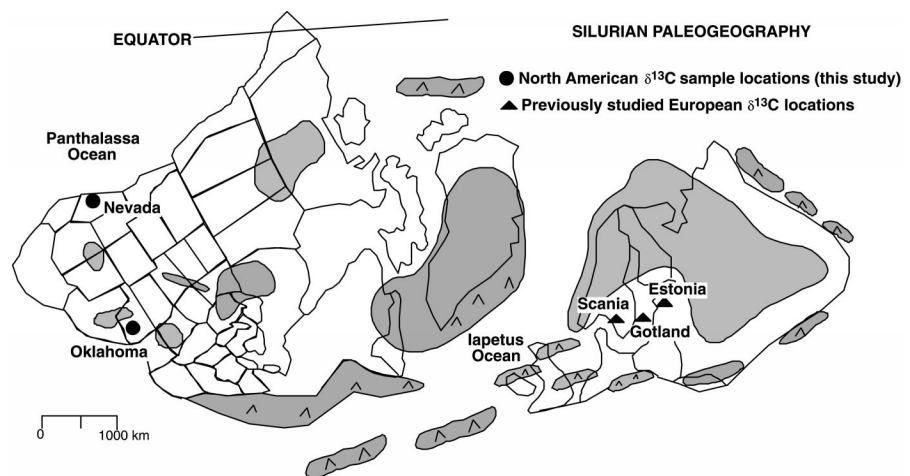 EQUATOR
SILURIAN PALEOGEOGRAPHY
North American δ13C sample locations (this study)
Previously studied European δ13C locations
Panthalassa
Ocean
Nevada
Oklahoma
Scania
Estonia
Gotland
Iapetus
Ocean
0
1000 km